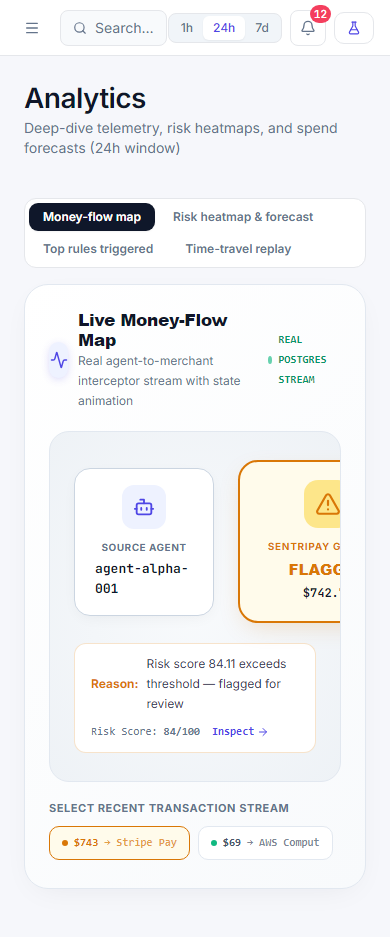 Search...
1h 24h 7d
12
Analytics
Deep-dive telemetry, risk heatmaps, and spend
forecasts (24h window)
Money-flow map
Risk heatmap & forecast
Top rules triggered
Time-travel replay
Live Money-Flow
Map
Real agent-to-merchant
interceptor stream with state
animation
REAL
POSTGRES
STREAM
SOURCE AGENT
agent-alpha-
001
SENTRIPAY G
FLAGG
$742.
Reason:
Risk score 84.11 exceeds
threshold — flagged for
review
Risk Score: 84/100 Inspect →
SELECT RECENT TRANSACTION STREAM
$743 → Stripe Pay
$69 → AWS Comput